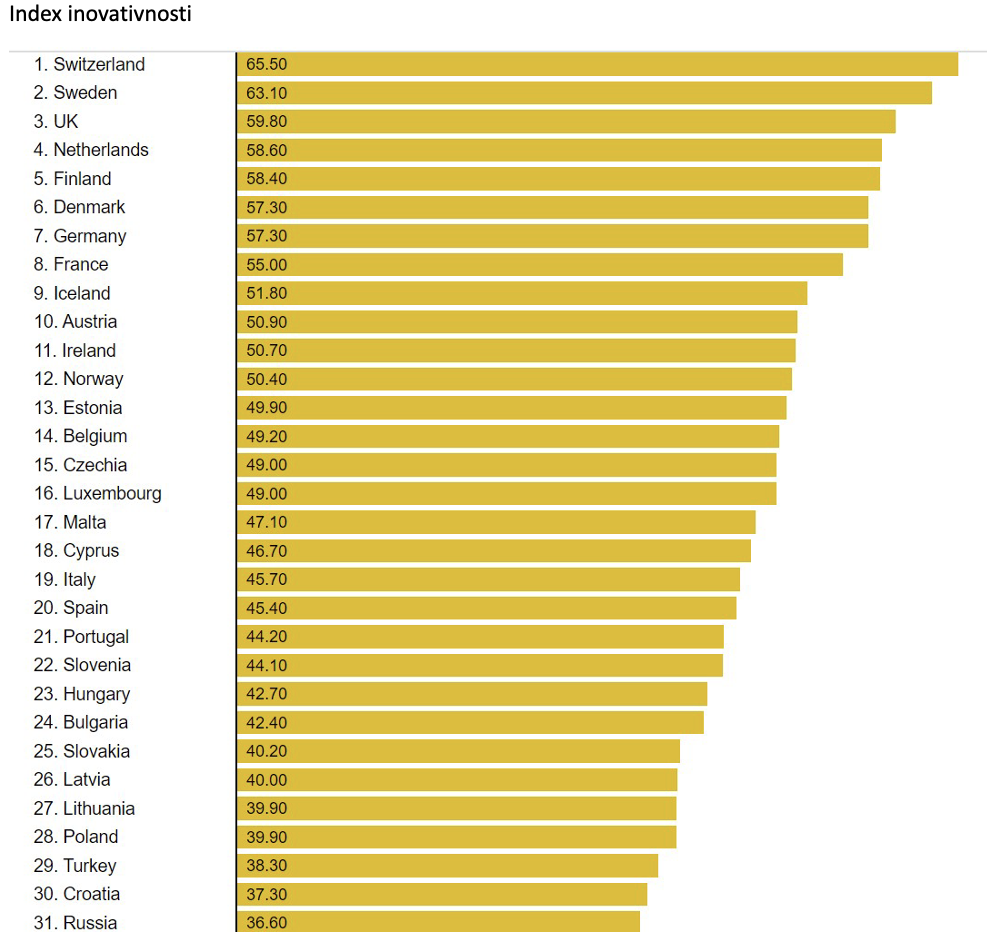 Index inovativnosti
1. Switzerland 65.50
2. Sweden 63.10
3. UK 59.80
4. Netherlands 58.60
5. Finland 58.40
6. Denmark 57.30
7. Germany 57.30
8. France 55.00
9. Iceland 51.80
10. Austria 50.90
11. Ireland 50.70
12. Norway 50.40
13. Estonia 49.90
14. Belgium 49.20
15. Czechia 49.00
16. Luxembourg 49.00
17. Malta 47.10
18. Cyprus 46.70
19. Italy 45.70
20. Spain 45.40
21. Portugal 44.20
22. Slovenia 44.10
23. Hungary 42.70
24. Bulgaria 42.40
25. Slovakia 40.20
26. Latvia 40.00
27. Lithuania 39.90
28. Poland 39.90
29. Turkey 38.30
30. Croatia 37.30
31. Russia 36.60